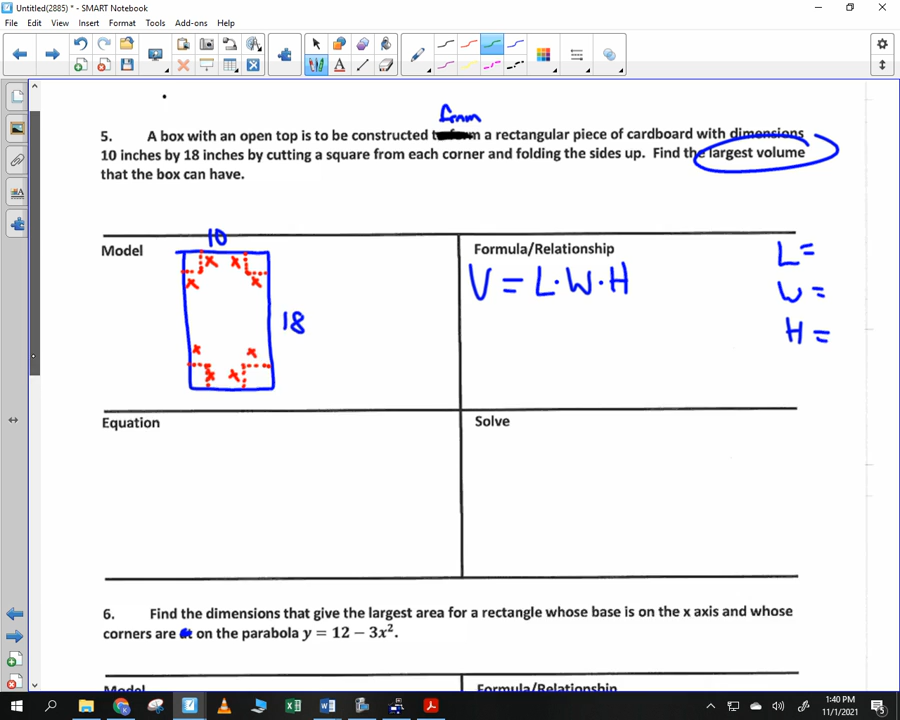 Untitled(2885) * - SMART Notebook
File Edit View Insert Format Tools Add-ons Help
from
5. A box with an open top is to be constructed a rectangular piece of cardboard with dimensions
10 inches by 18 inches by cutting a square from each corner and folding the sides up. Find the largest volume
that the box can have.
Model
10
x x
x x
18
x x
x x
Formula/Relationship
V = L·W·H
L=
W=
H=
Equation
Solve
6. Find the dimensions that give the largest area for a rectangle whose base is on the x axis and whose
corners are on the parabola y = 12 − 3x².
Model
Formula/Relationship
1:40 PM
11/1/2021
5